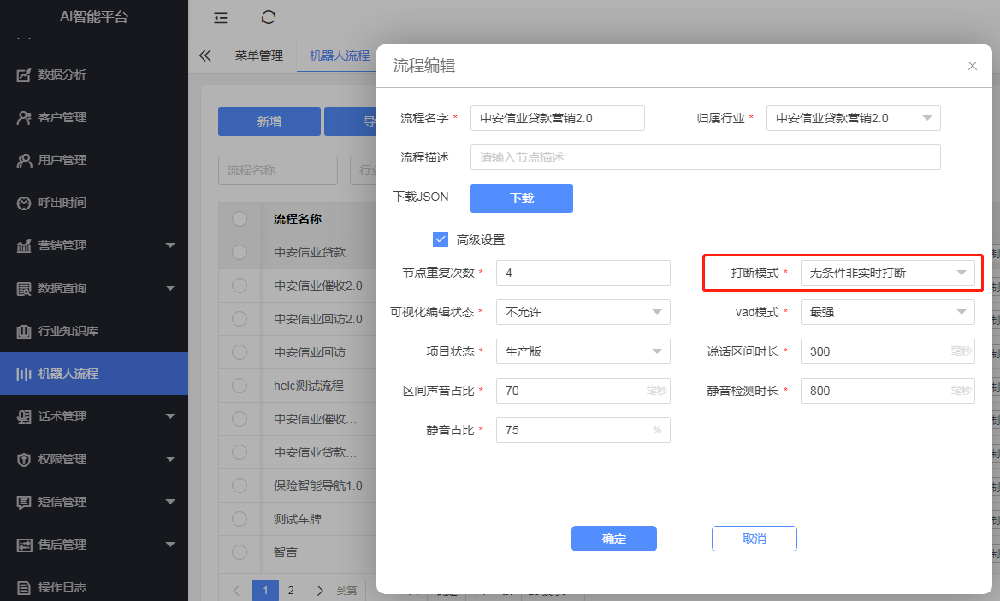 AI智能平台
数据分析
客户管理
用户管理
呼出时间
营销管理
数据查询
行业知识库
机器人流程
话术管理
权限管理
短信管理
售后管理
操作日志
菜单管理
机器人流程
新增
导
流程名称
行业
流程名称
中安信业贷款...
中安信业催收2.0
中安信业回访2.0
中安信业回访
helc测试流程
中安信业催收...
中安信业贷款...
保险智能导航1.0
测试车牌
智言
1 2 到第
流程编辑
流程名字 * 中安信业贷款营销2.0 归属行业 * 中安信业贷款营销2.0
流程描述 请输入节点描述
下载JSON 下载
高级设置
节点重复次数 * 4 打断模式 * 无条件非实时打断
可视化编辑状态 * 不允许 vad模式 * 最强
项目状态 * 生产版 说话区间时长 * 300 毫秒
区间声音占比 * 70 毫秒 静音检测时长 * 800 毫秒
静音占比 * 75 %
确定 取消